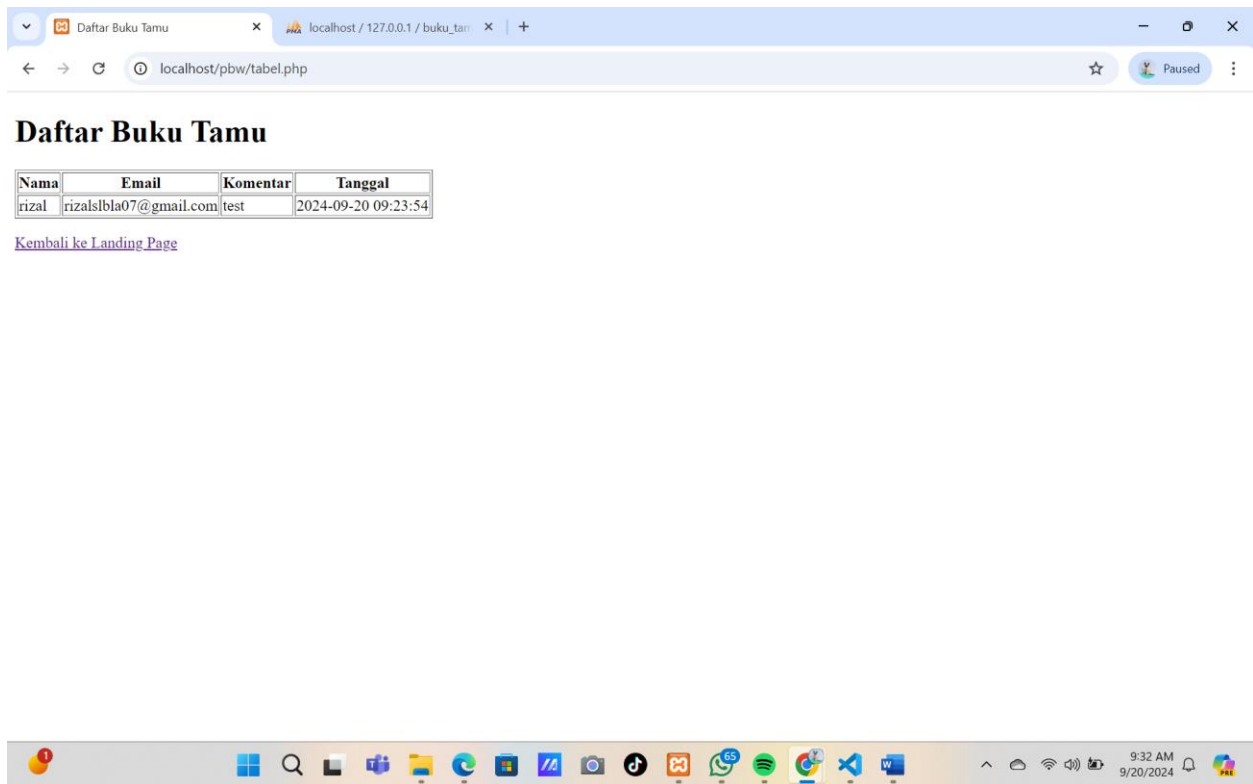 Daftar Buku Tamu
localhost / 127.0.0.1 / buku_tam
localhost/pbw/tabel.php
Paused
Daftar Buku Tamu
Nama Email Komentar Tanggal
rizal rizalslbla07@gmail.com test 2024-09-20 09:23:54
Kembali ke Landing Page
1
65
9:32 AM
9/20/2024
PRE